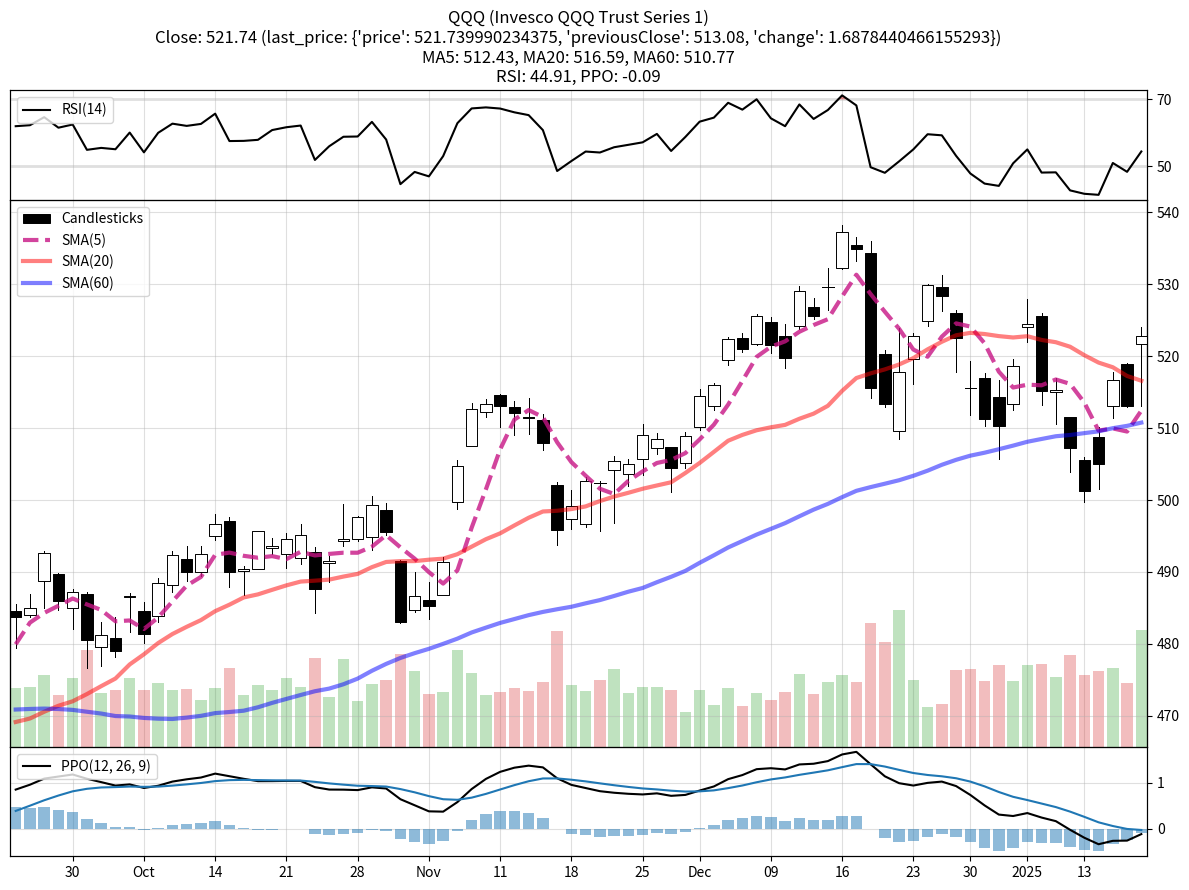 QQQ (Invesco QQQ Trust Series 1)
Close: 521.74 (last_price: {'price': 521.739990234375, 'previousClose': 513.08, 'change': 1.6878440466155293})
MA5: 512.43, MA20: 516.59, MA60: 510.77
RSI: 44.91, PPO: -0.09
RSI(14)
70
50
Candlesticks
SMA(5)
SMA(20)
SMA(60)
540
530
520
510
500
490
480
470
PPO(12, 26, 9)
1
0
30 Oct 14 21 28 Nov 11 18 25 Dec 09 16 23 30 2025 13